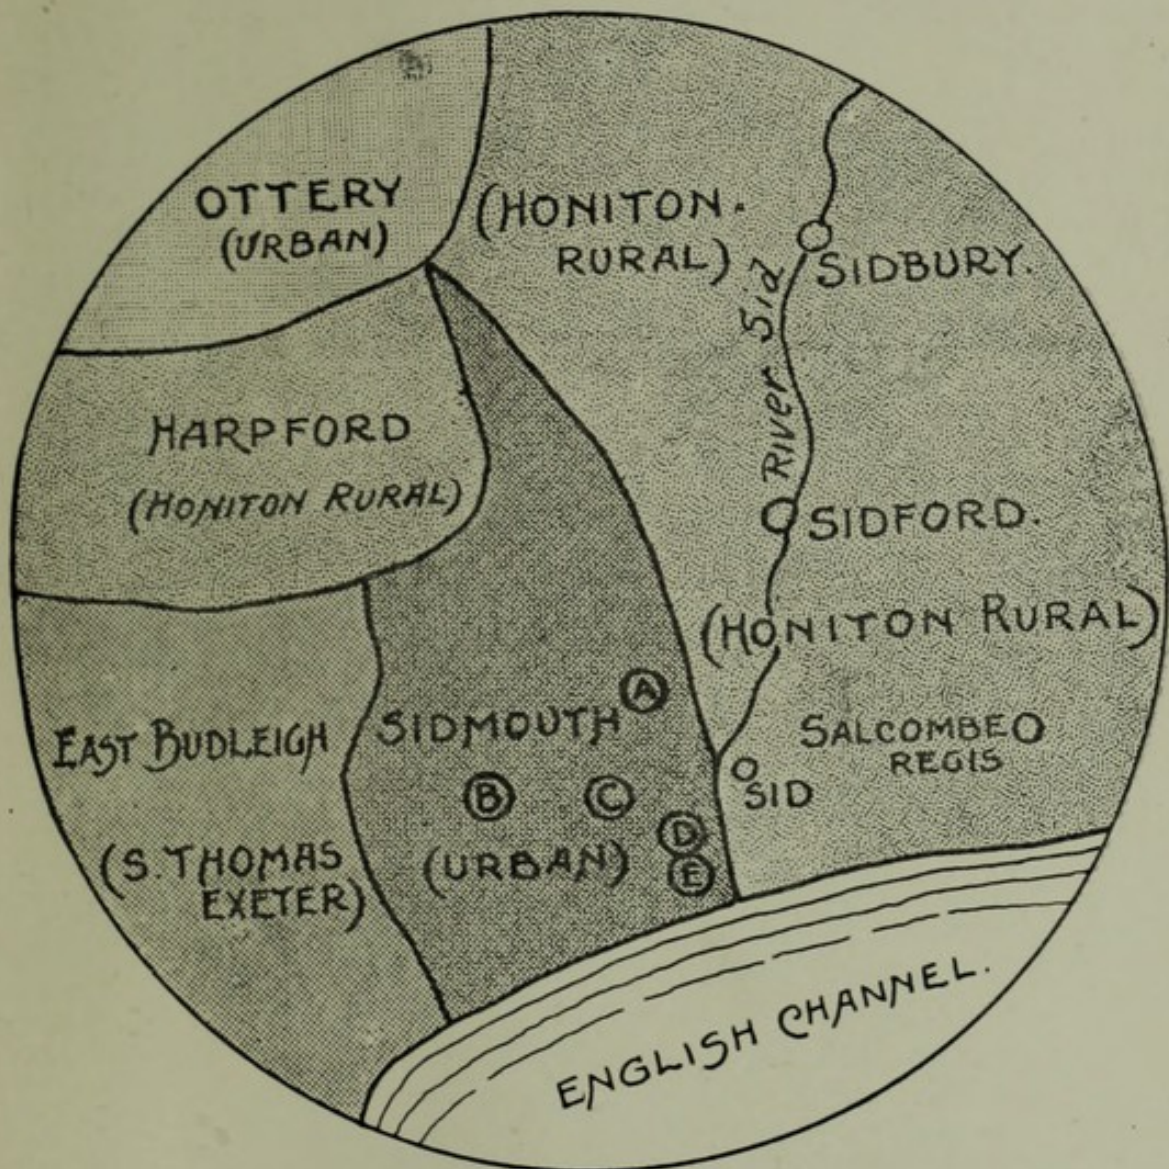 OTTERY
(URBAN)
(HONITON.
RURAL)
SIDBURY.
River Sid
HARPFORD
(HONITON RURAL)
SIDFORD.
(HONITON RURAL)
A
SIDMOUTH
EAST BUDLEIGH
SALCOMBE
REGIS
B
C
SID
D
(URBAN)
E
(S. THOMAS
EXETER)
ENGLISH CHANNEL.